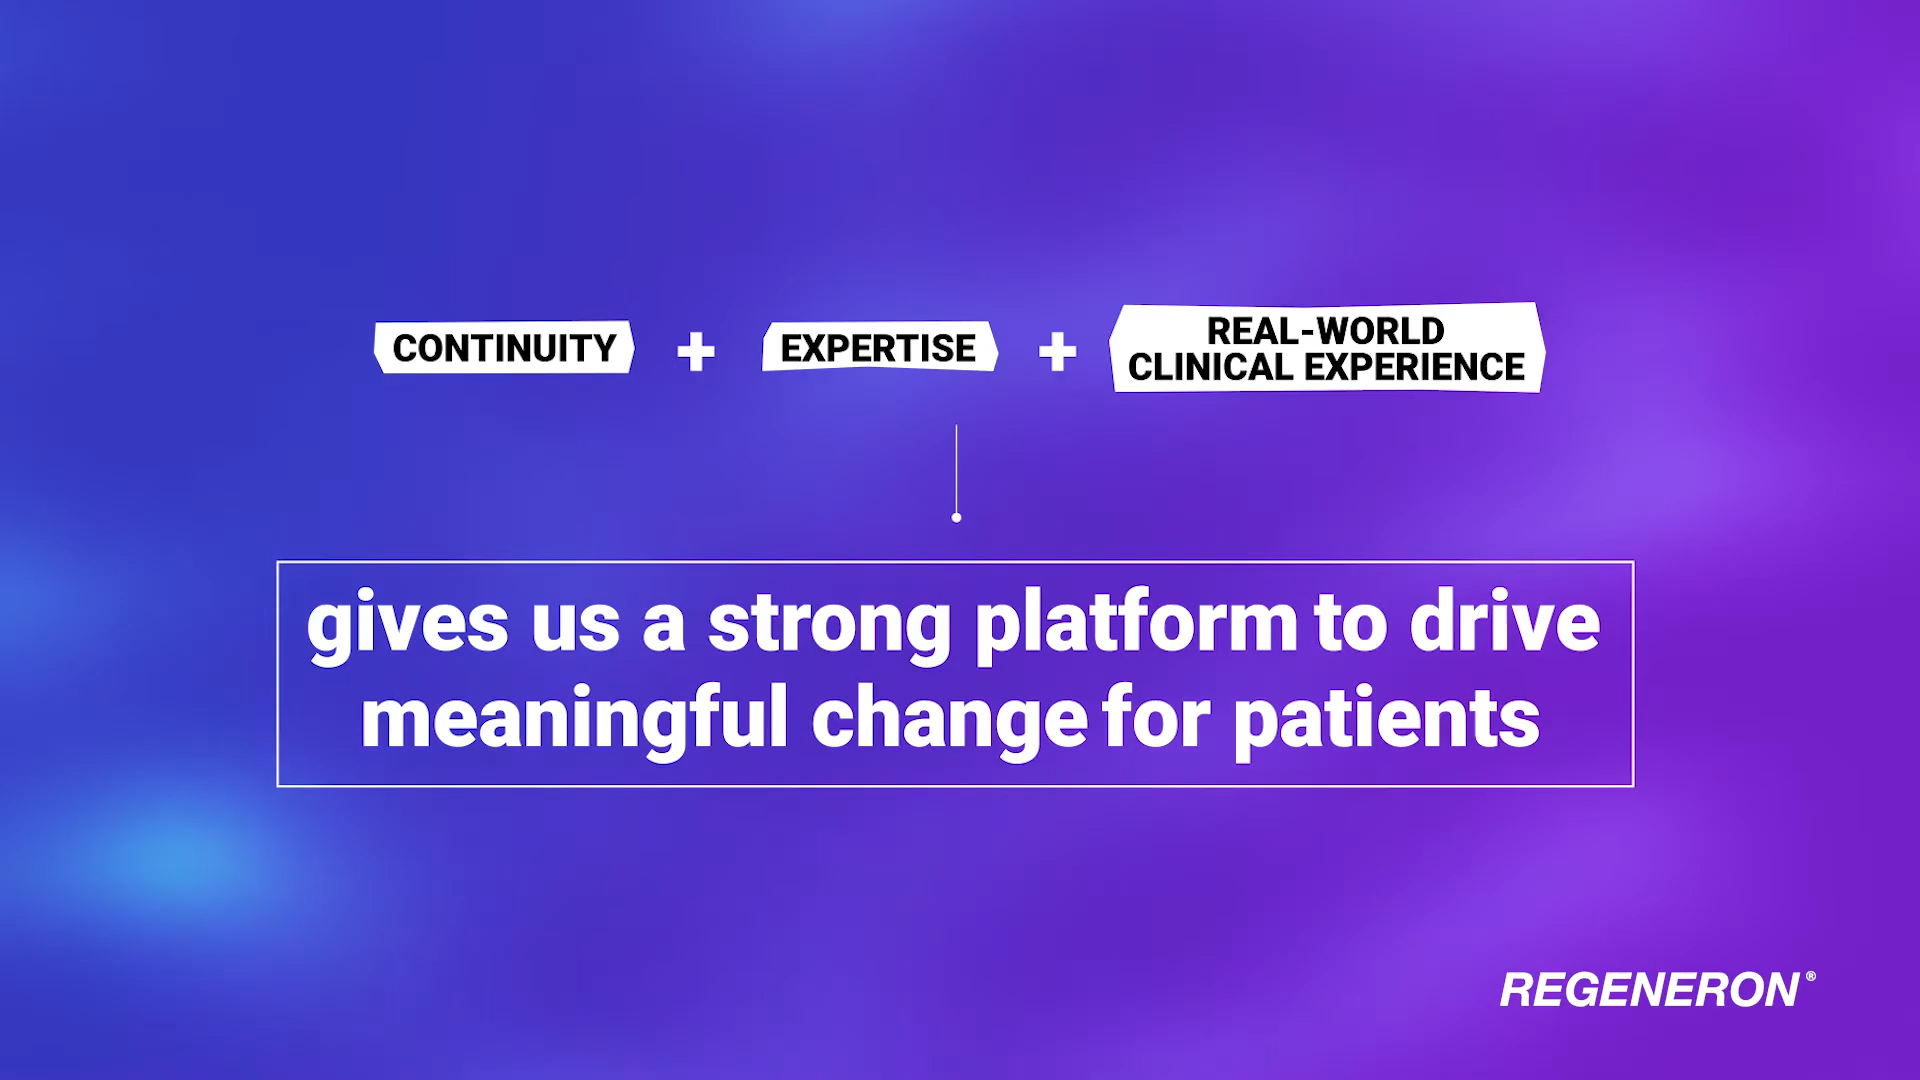 CONTINUITY + EXPERTISE + REAL-WORLD
CLINICAL EXPERIENCE
gives us a strong platform to drive
meaningful change for patients
REGENERON®